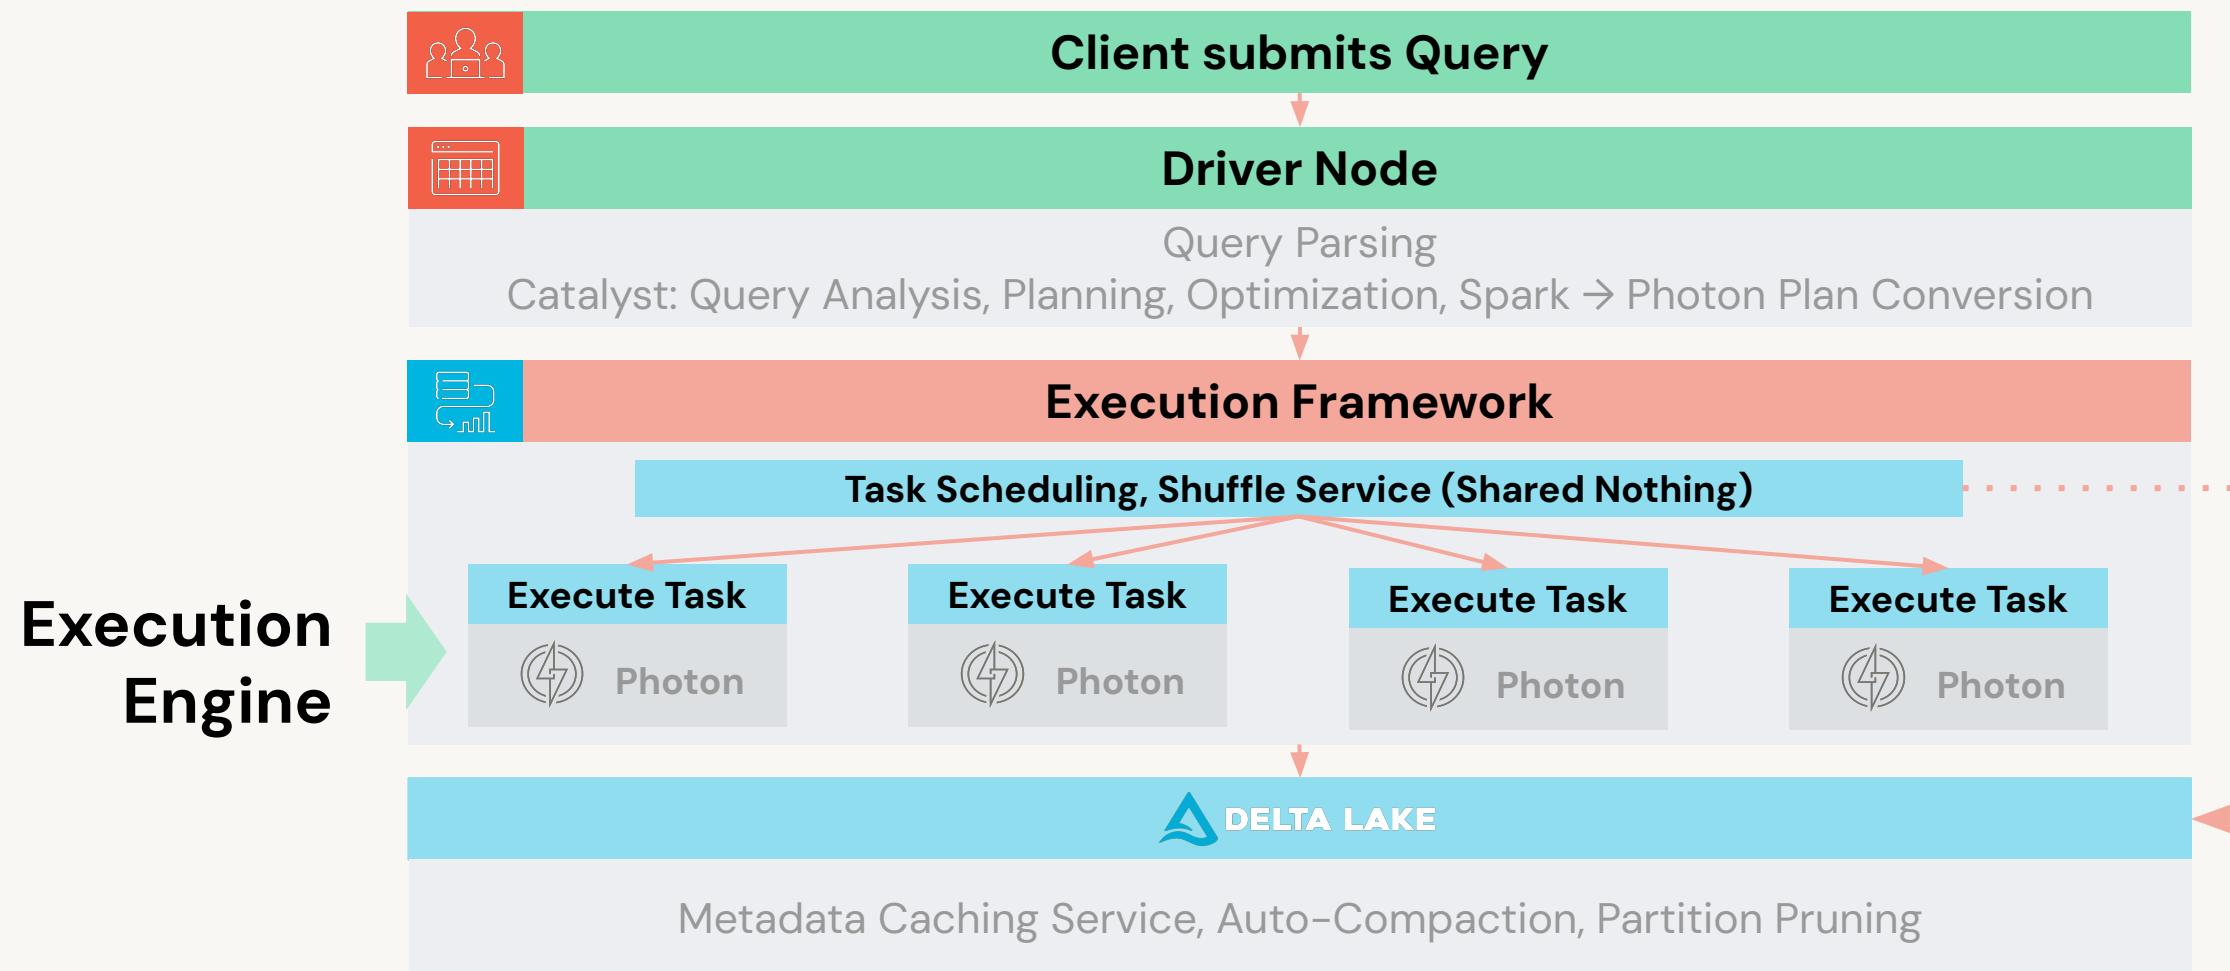 Client submits Query
Driver Node
Query Parsing
Catalyst: Query Analysis, Planning, Optimization, Spark → Photon Plan Conversion
Execution Framework
Task Scheduling, Shuffle Service (Shared Nothing)
Execute Task
Execute Task
Execute Task
Execute Task
Photon
Photon
Photon
Photon
Execution
Engine
DELTA LAKE
Metadata Caching Service, Auto-Compaction, Partition Pruning